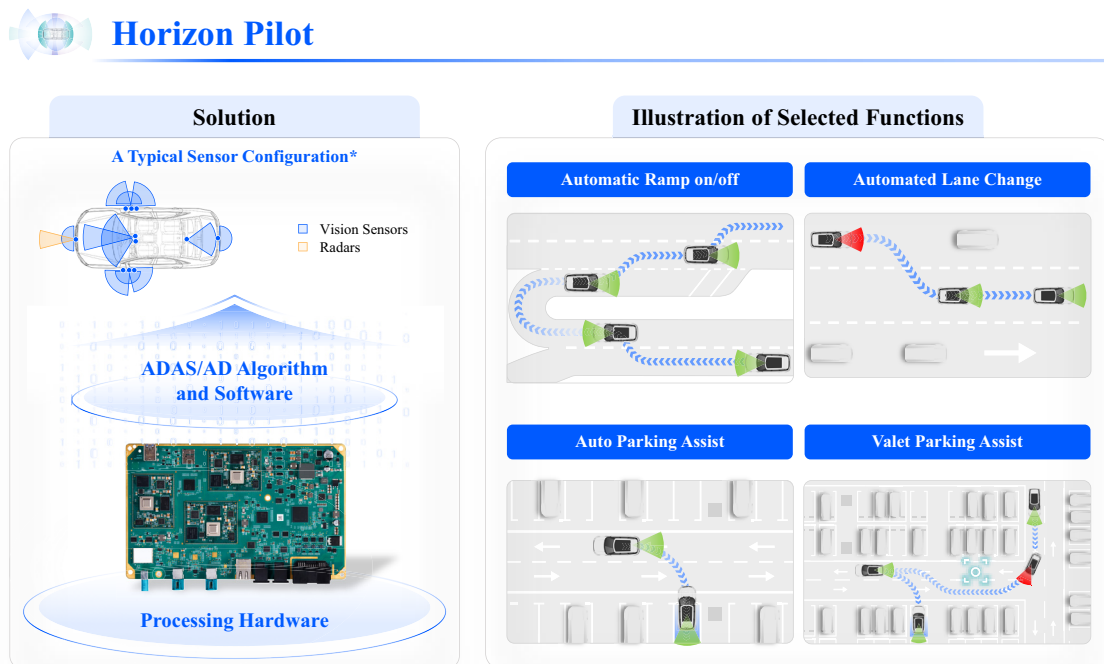 Horizon Pilot
Solution
A Typical Sensor Configuration*
Vision Sensors
Radars
ADAS/AD Algorithm
and Software
Processing Hardware
Illustration of Selected Functions
Automatic Ramp on/off
Automated Lane Change
Auto Parking Assist
Valet Parking Assist